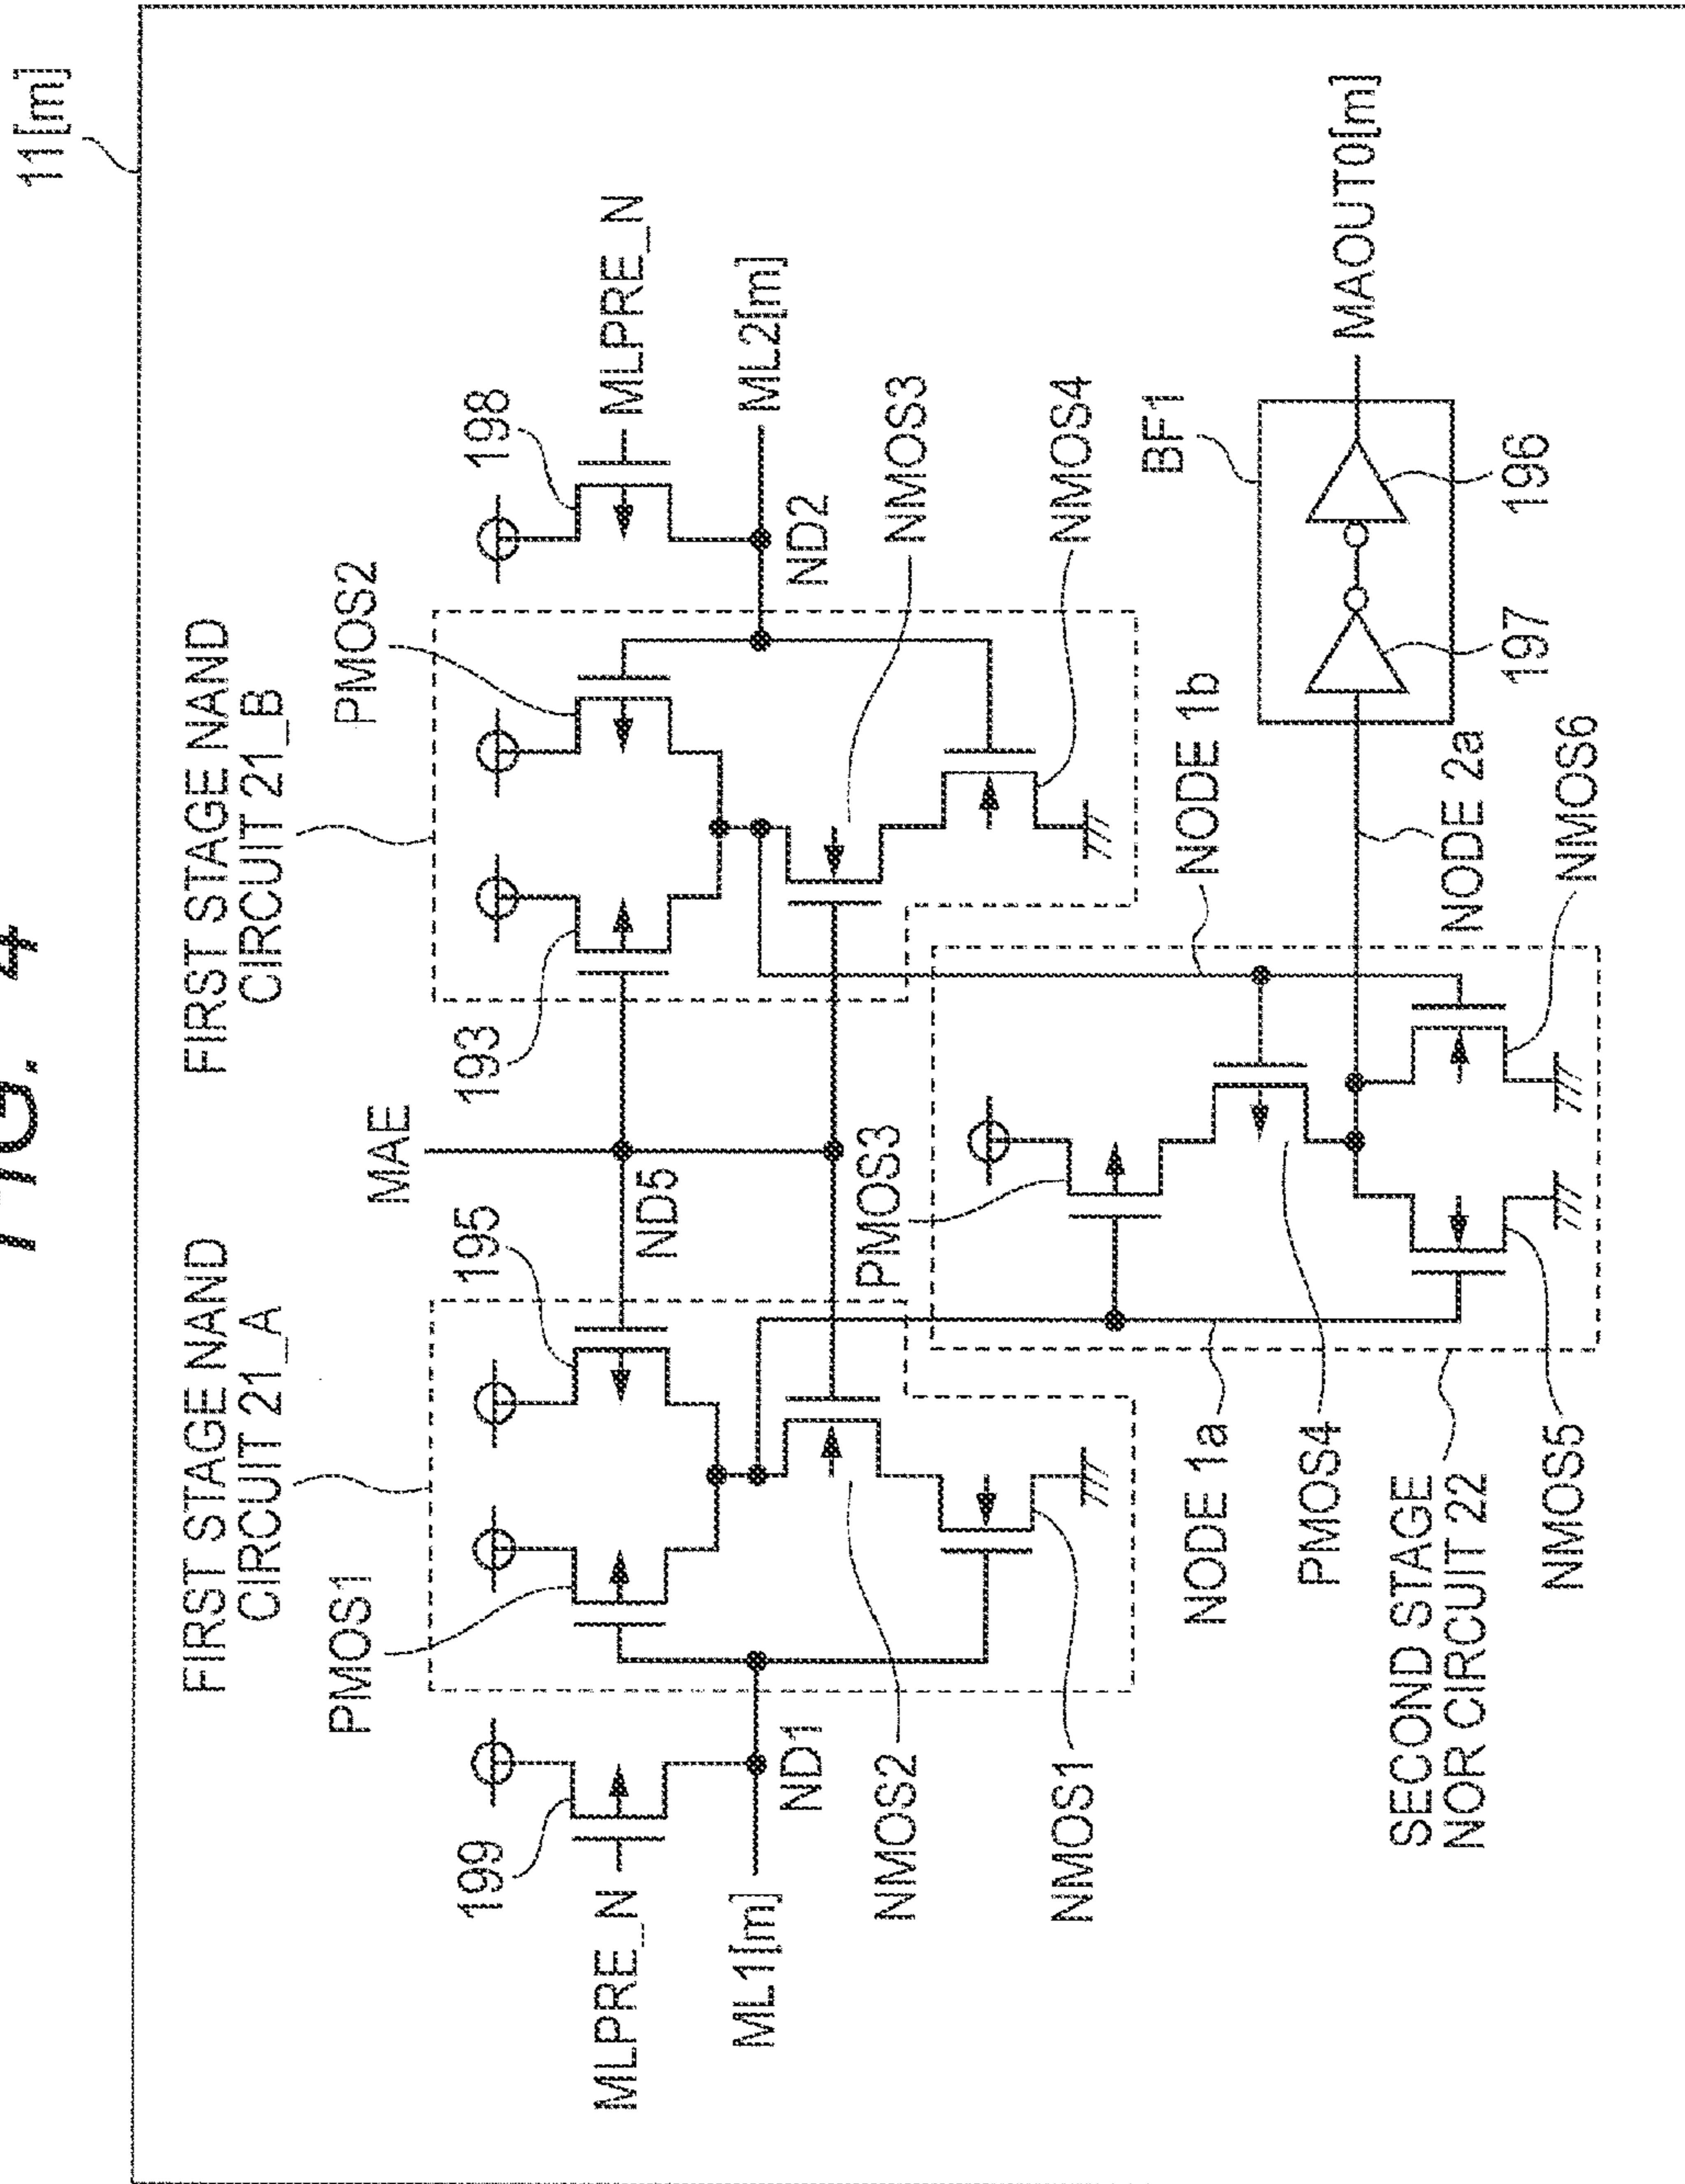 FIG. 4
11[m]
FIRST STAGE NAND
CIRCUIT 21_A
FIRST STAGE NAND
CIRCUIT 21_B
MAE
PMOS1
195
193
PMOS2
199
198
MLPRE_N
MLPRE_N
ND5
ML1[m]
ML2[m]
ND1
ND2
NMOS2
PMOS3
NMOS3
NMOS1
NMOS4
NODE 1a
NODE 1b
BF1
PMOS4
MAOUT0[m]
SECOND STAGE
NOR CIRCUIT 22
NODE 2a
197
196
NMOS5
NMOS6